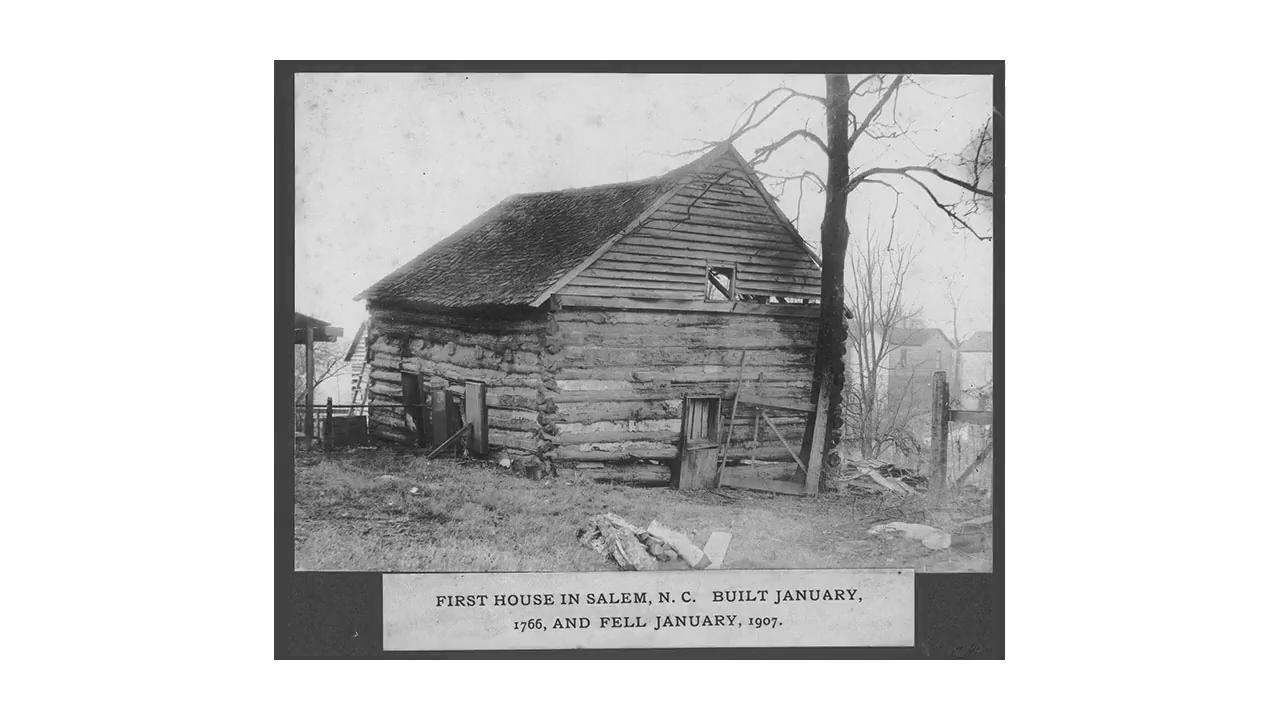 FIRST HOUSE IN SALEM, N. C. BUILT JANUARY,
1766, AND FELL JANUARY, 1907.